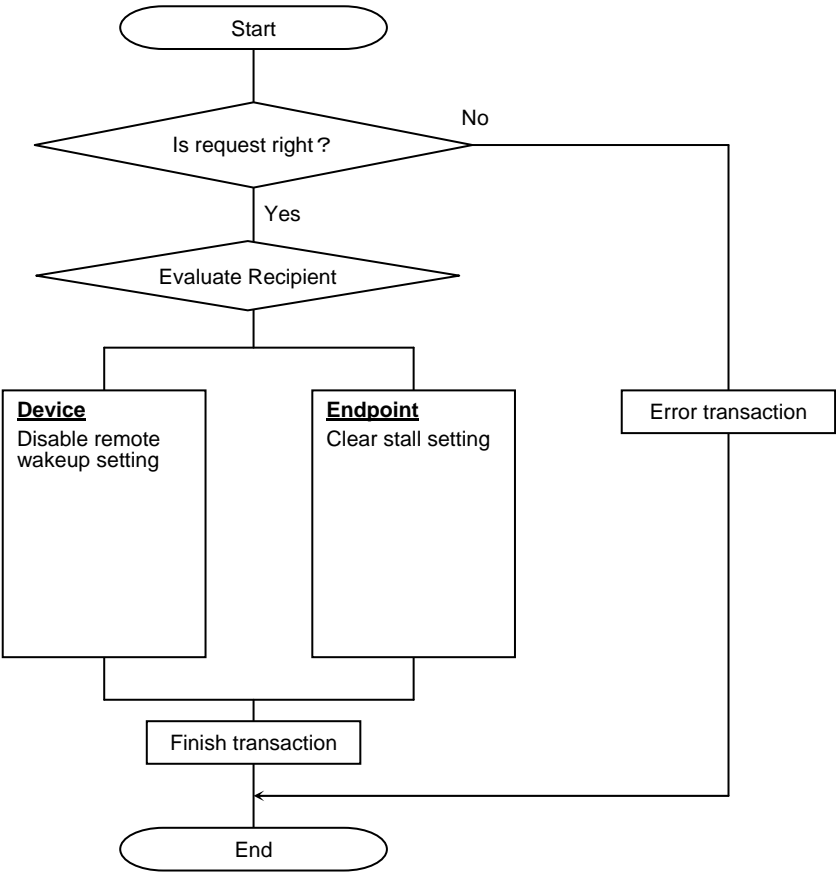 Start
No
Is request right？
Yes
Evaluate Recipient
Device
Disable remote
wakeup setting
Endpoint
Clear stall setting
Error transaction
Finish transaction
End